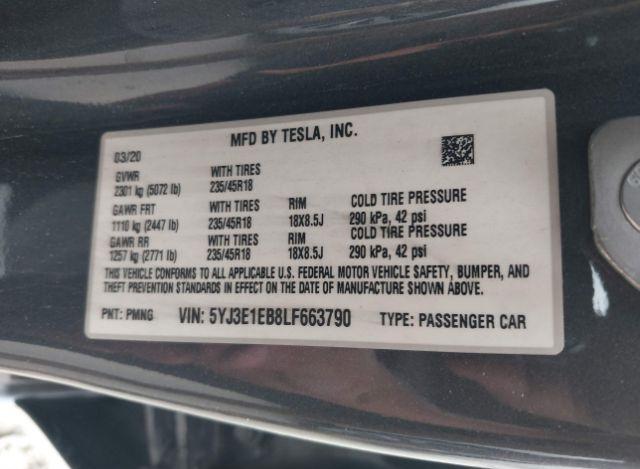 MFD BY TESLA, INC.
03/20
GVWR WITH TIRES
2301 kg (5072 lb) 235/45R18
GAWR FRT WITH TIRES RIM COLD TIRE PRESSURE
1110 kg (2447 lb) 235/45R18 18X8.5J 290 kPa, 42 psi
GAWR RR WITH TIRES RIM COLD TIRE PRESSURE
1257 kg (2771 lb) 235/45R18 18X8.5J 290 kPa, 42 psi
THIS VEHICLE CONFORMS TO ALL APPLICABLE U.S. FEDERAL MOTOR VEHICLE SAFETY, BUMPER, AND
THEFT PREVENTION STANDARDS IN EFFECT ON THE DATE OF MANUFACTURE SHOWN ABOVE.
PNT: PMNG VIN: 5YJ3E1EB8LF663790 TYPE: PASSENGER CAR